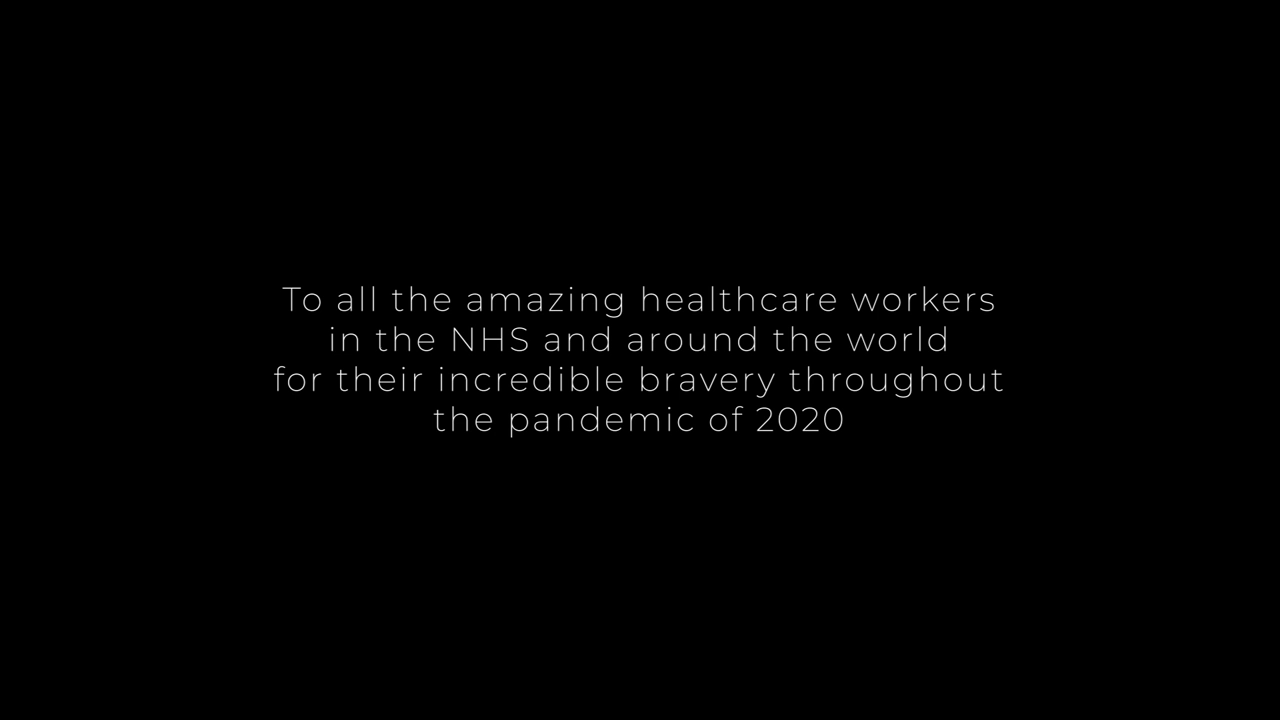 To all the amazing healthcare workers
in the NHS and around the world
for their incredible bravery throughout
the pandemic of 2020